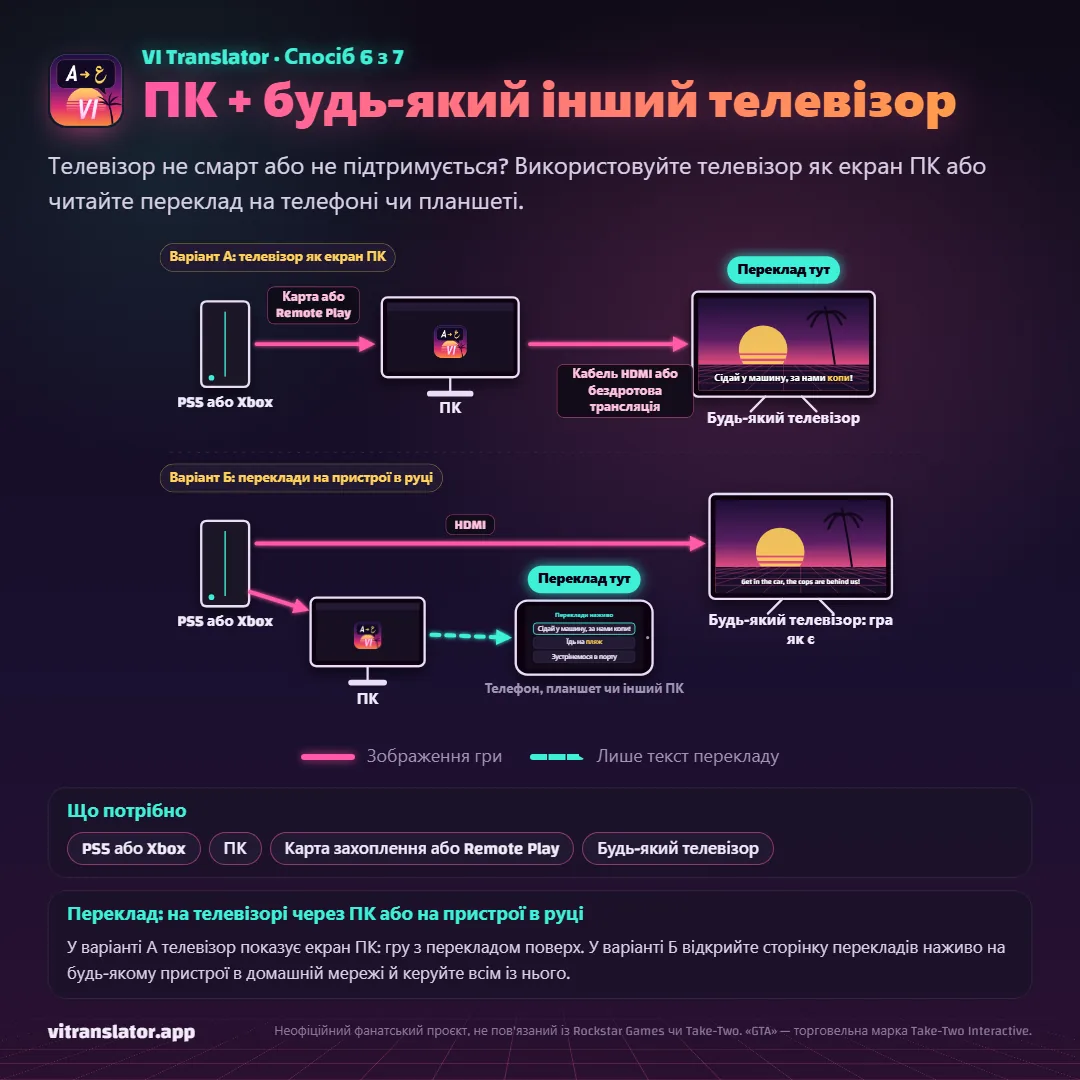 A→ع
VI
VI Translator · Спосіб 6 з 7
ПК + будь-який інший телевізор
Телевізор не смарт або не підтримується? Використовуйте телевізор як екран ПК або
читайте переклад на телефоні чи планшеті.
Варіант А: телевізор як екран ПК
Переклад тут
Карта або
Remote Play
A→ع
VI
Сідай у машину, за нами копи!
Кабель HDMI або
бездротова
трансляція
PS5 або Xbox
ПК
Будь-який телевізор
Варіант Б: переклади на пристрої в руці
HDMI
Переклад тут
Get in the car, the cops are behind us!
PS5 або Xbox
A→ع
VI
Переклади наживо
Сідай у машину, за нами копи!
Їдь на пляж
Зустрінемося в порту
Будь-який телевізор: гра
як є
ПК
Телефон, планшет чи інший ПК
Зображення гри
Лише текст перекладу
Що потрібно
PS5 або Xbox
ПК
Карта захоплення або Remote Play
Будь-який телевізор
Переклад: на телевізорі через ПК або на пристрої в руці
У варіанті А телевізор показує екран ПК: гру з перекладом поверх. У варіанті Б відкрийте сторінку перекладів наживо на
будь-якому пристрої в домашній мережі й керуйте всім із нього.
vitranslator.app
Неофіційний фанатський проєкт, не пов'язаний із Rockstar Games чи Take-Two. «GTA» — торговельна марка Take-Two Interactive.